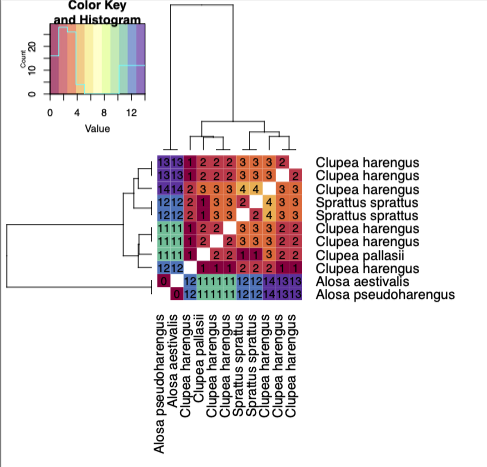 Color Key
and Histogram
Count
0 10 20
0 4 8 12
Value
13 13 1 2 2 2 3 3 3 2 Clupea harengus
13 13 1 2 2 2 3 3 3 2 Clupea harengus
14 14 2 3 3 3 4 4 3 3 Clupea harengus
12 12 2 1 3 3 2 4 3 3 Sprattus sprattus
12 12 2 1 3 3 2 4 3 3 Sprattus sprattus
11 11 1 2 2 3 3 3 2 2 Clupea harengus
11 11 1 2 2 3 3 3 2 2 Clupea harengus
11 11 1 2 2 1 1 3 2 2 Clupea pallasii
12 12 1 1 1 2 2 2 1 1 Clupea harengus
0 12 11 11 11 12 12 14 13 13 Alosa aestivalis
0 12 11 11 11 12 12 14 13 13 Alosa pseudoharengus
Alosa pseudoharengus
Alosa aestivalis
Clupea harengus
Clupea pallasii
Clupea harengus
Clupea harengus
Sprattus sprattus
Sprattus sprattus
Clupea harengus
Clupea harengus
Clupea harengus